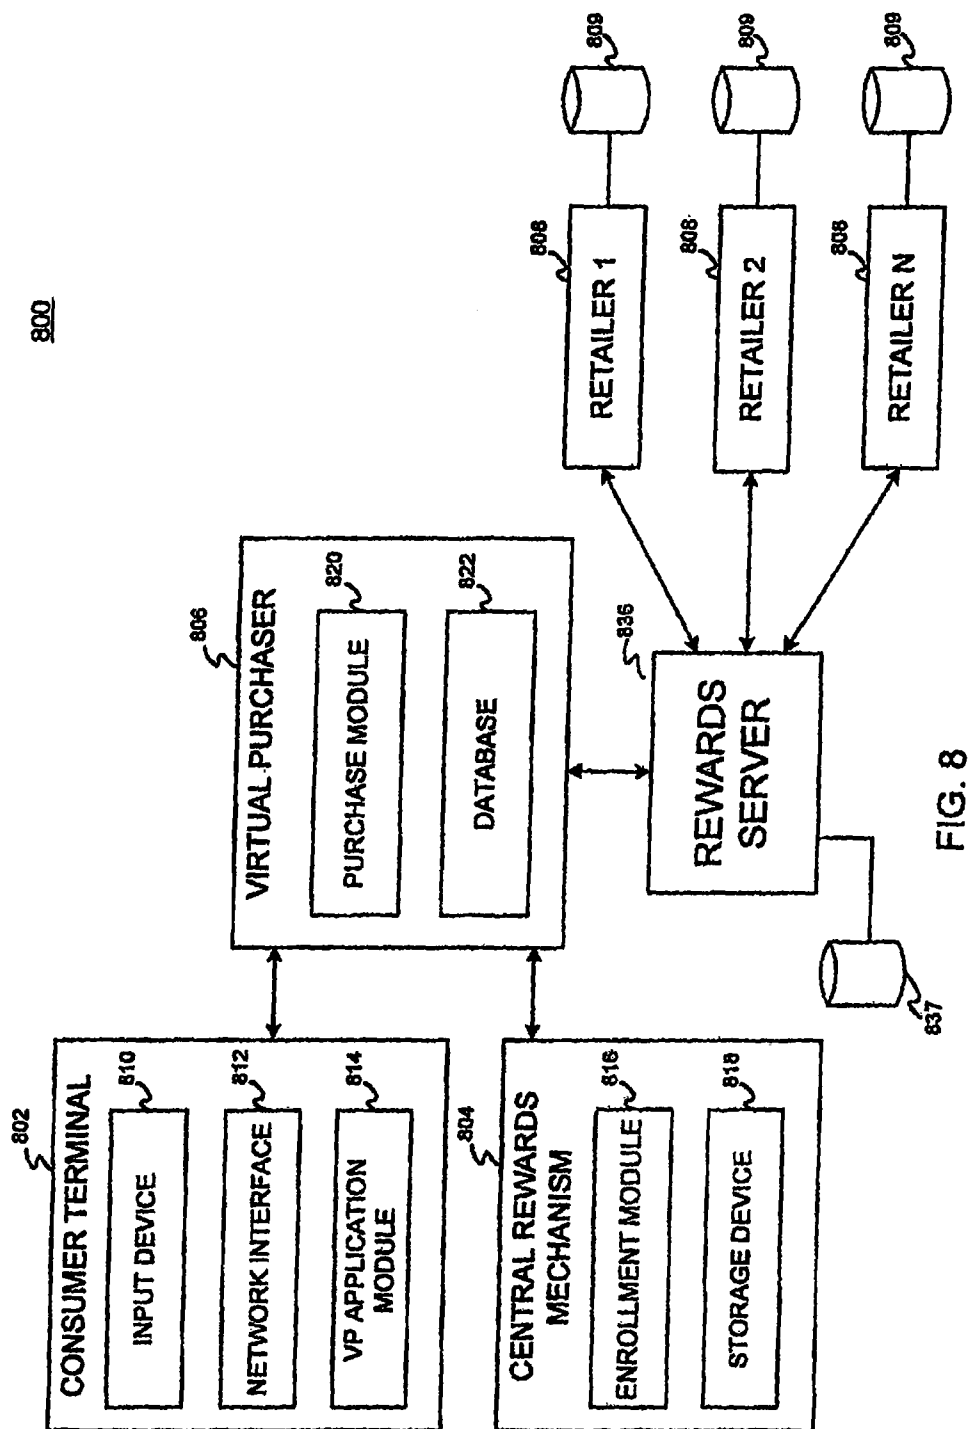 800
802
CONSUMER TERMINAL
INPUT DEVICE
810
NETWORK INTERFACE
812
VP APPLICATION
MODULE
814
804
CENTRAL REWARDS
MECHANISM
ENROLLMENT MODULE
816
STORAGE DEVICE
818
806
VIRTUAL PURCHASER
PURCHASE MODULE
820
DATABASE
822
836
REWARDS
SERVER
837
808
RETAILER 1
809
808
RETAILER 2
809
808
RETAILER N
809
FIG. 8